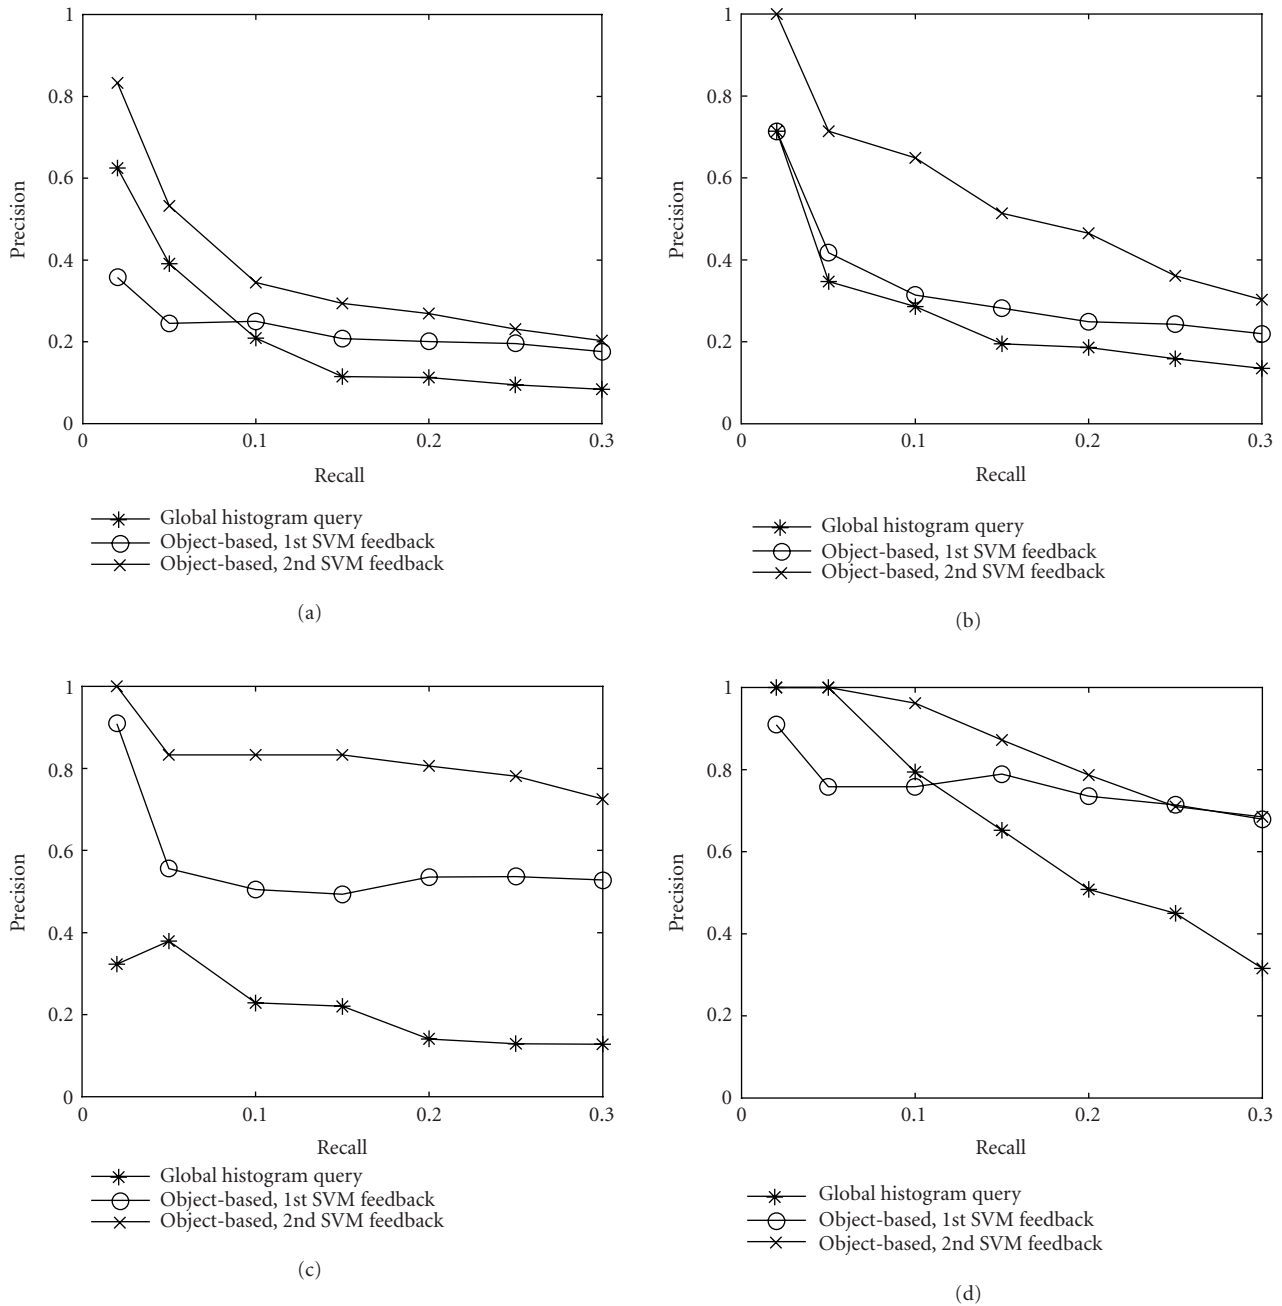 1
0.8
0.6
0.4
0.2
0
Precision
0 0.1 0.2 0.3
Recall
Global histogram query
Object-based, 1st SVM feedback
Object-based, 2nd SVM feedback
(a)
1
0.8
0.6
0.4
0.2
0
Precision
0 0.1 0.2 0.3
Recall
Global histogram query
Object-based, 1st SVM feedback
Object-based, 2nd SVM feedback
(b)
1
0.8
0.6
0.4
0.2
0
Precision
0 0.1 0.2 0.3
Recall
Global histogram query
Object-based, 1st SVM feedback
Object-based, 2nd SVM feedback
(c)
1
0.8
0.6
0.4
0.2
0
Precision
0 0.1 0.2 0.3
Recall
Global histogram query
Object-based, 1st SVM feedback
Object-based, 2nd SVM feedback
(d)